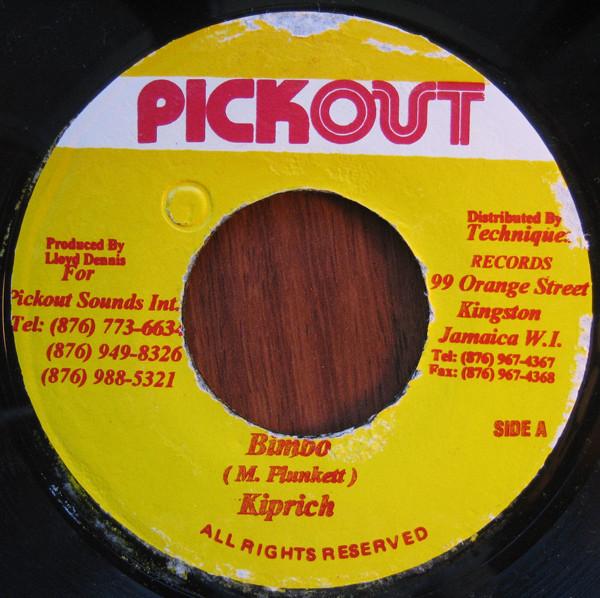 PICKOUT
Produced By
Lloyd Dennis
For
Pickout Sounds Int.
Tel: (876) 773-6634
(876) 949-8326
(876) 988-5321
Distributed By
Techniques
RECORDS
99 Orange Street
Kingston
Jamaica W.I.
Tel: (876) 967-4367
Fax: (876) 967-4368
SIDE A
Bimbo
( M. Plunkett )
Kiprich
ALL RIGHTS RESERVED